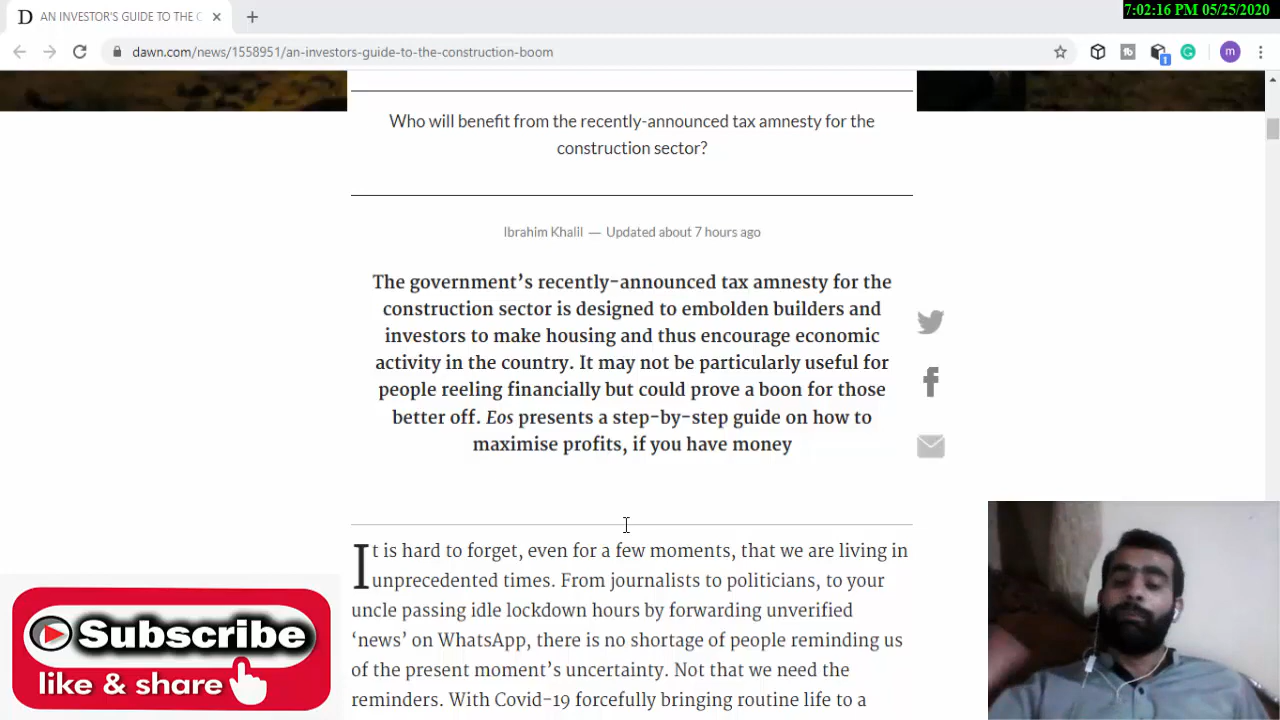 7:02:16 PM 05/25/2020
D AN INVESTOR'S GUIDE TO THE C
dawn.com/news/1558951/an-investors-guide-to-the-construction-boom
tb
1
m
Who will benefit from the recently-announced tax amnesty for the
construction sector?
Ibrahim Khalil — Updated about 7 hours ago
The government's recently-announced tax amnesty for the
construction sector is designed to embolden builders and
investors to make housing and thus encourage economic
activity in the country. It may not be particularly useful for
people reeling financially but could prove a boon for those
better off. Eos presents a step-by-step guide on how to
maximise profits, if you have money
It is hard to forget, even for a few moments, that we are living in
unprecedented times. From journalists to politicians, to your
uncle passing idle lockdown hours by forwarding unverified
‘news’ on WhatsApp, there is no shortage of people reminding us
of the present moment’s uncertainty. Not that we need the
reminders. With Covid-19 forcefully bringing routine life to a
Subscribe
like & share